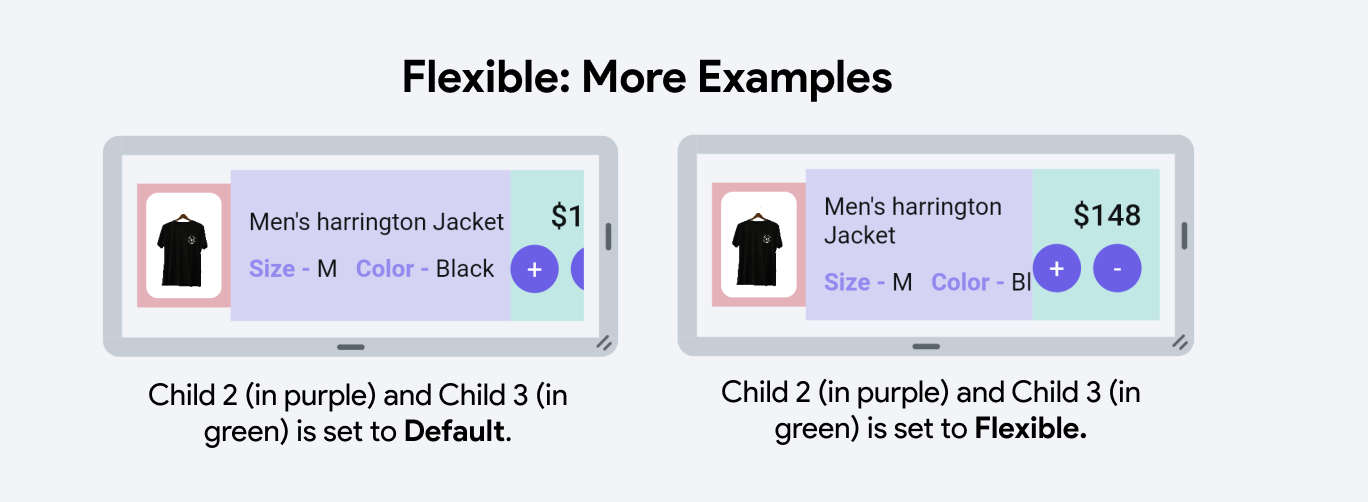 Flexible: More Examples
Men's harrington Jacket
Size - M Color - Black
$1
+
Men's harrington
Jacket
Size - M Color - Bl
$148
+ -
Child 2 (in purple) and Child 3 (in
green) is set to Default.
Child 2 (in purple) and Child 3 (in
green) is set to Flexible.